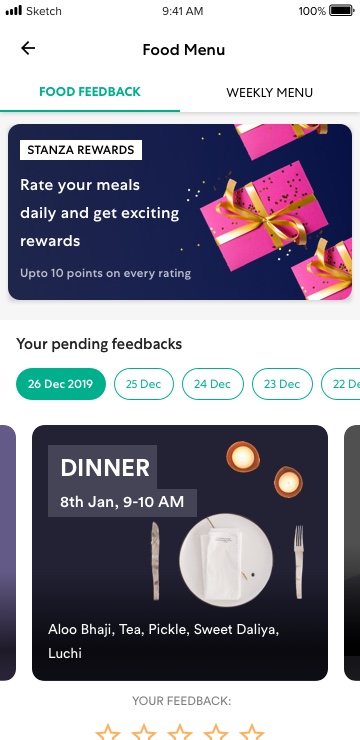 Sketch 9:41 AM 100%
Food Menu
FOOD FEEDBACK WEEKLY MENU
STANZA REWARDS
Rate your meals
daily and get exciting
rewards
Upto 10 points on every rating
Your pending feedbacks
26 Dec 2019 25 Dec 24 Dec 23 Dec 22 De
DINNER
8th Jan, 9-10 AM
Aloo Bhaji, Tea, Pickle, Sweet Daliya,
Luchi
YOUR FEEDBACK: